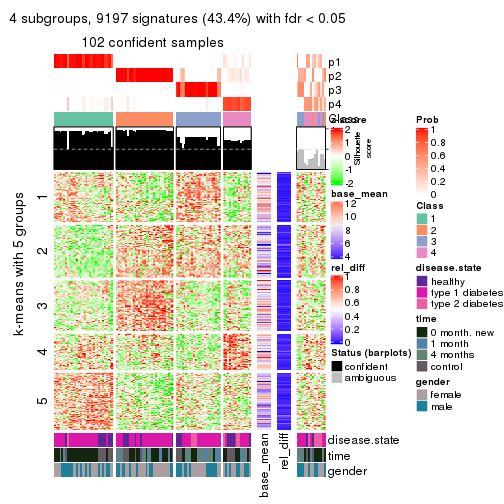 4 subgroups, 9197 signatures (43.4%) with fdr < 0.05
102 confident samples
p1
p2
p3
p4
Class
Silhouette
score
k-means with 5 groups
1
2
3
4
5
base_mean
rel_diff
disease.state
time
gender
z-score
2
1
0
-1
-2
base_mean
12
10
8
6
4
rel_diff
1
0.8
0.6
0.4
0.2
0
Status (barplots)
confident
ambiguous
Prob
1
0.8
0.6
0.4
0.2
0
Class
1
2
3
4
disease.state
healthy
type 1 diabetes
type 2 diabetes
time
0 month. new
1 month
4 months
control
gender
female
male